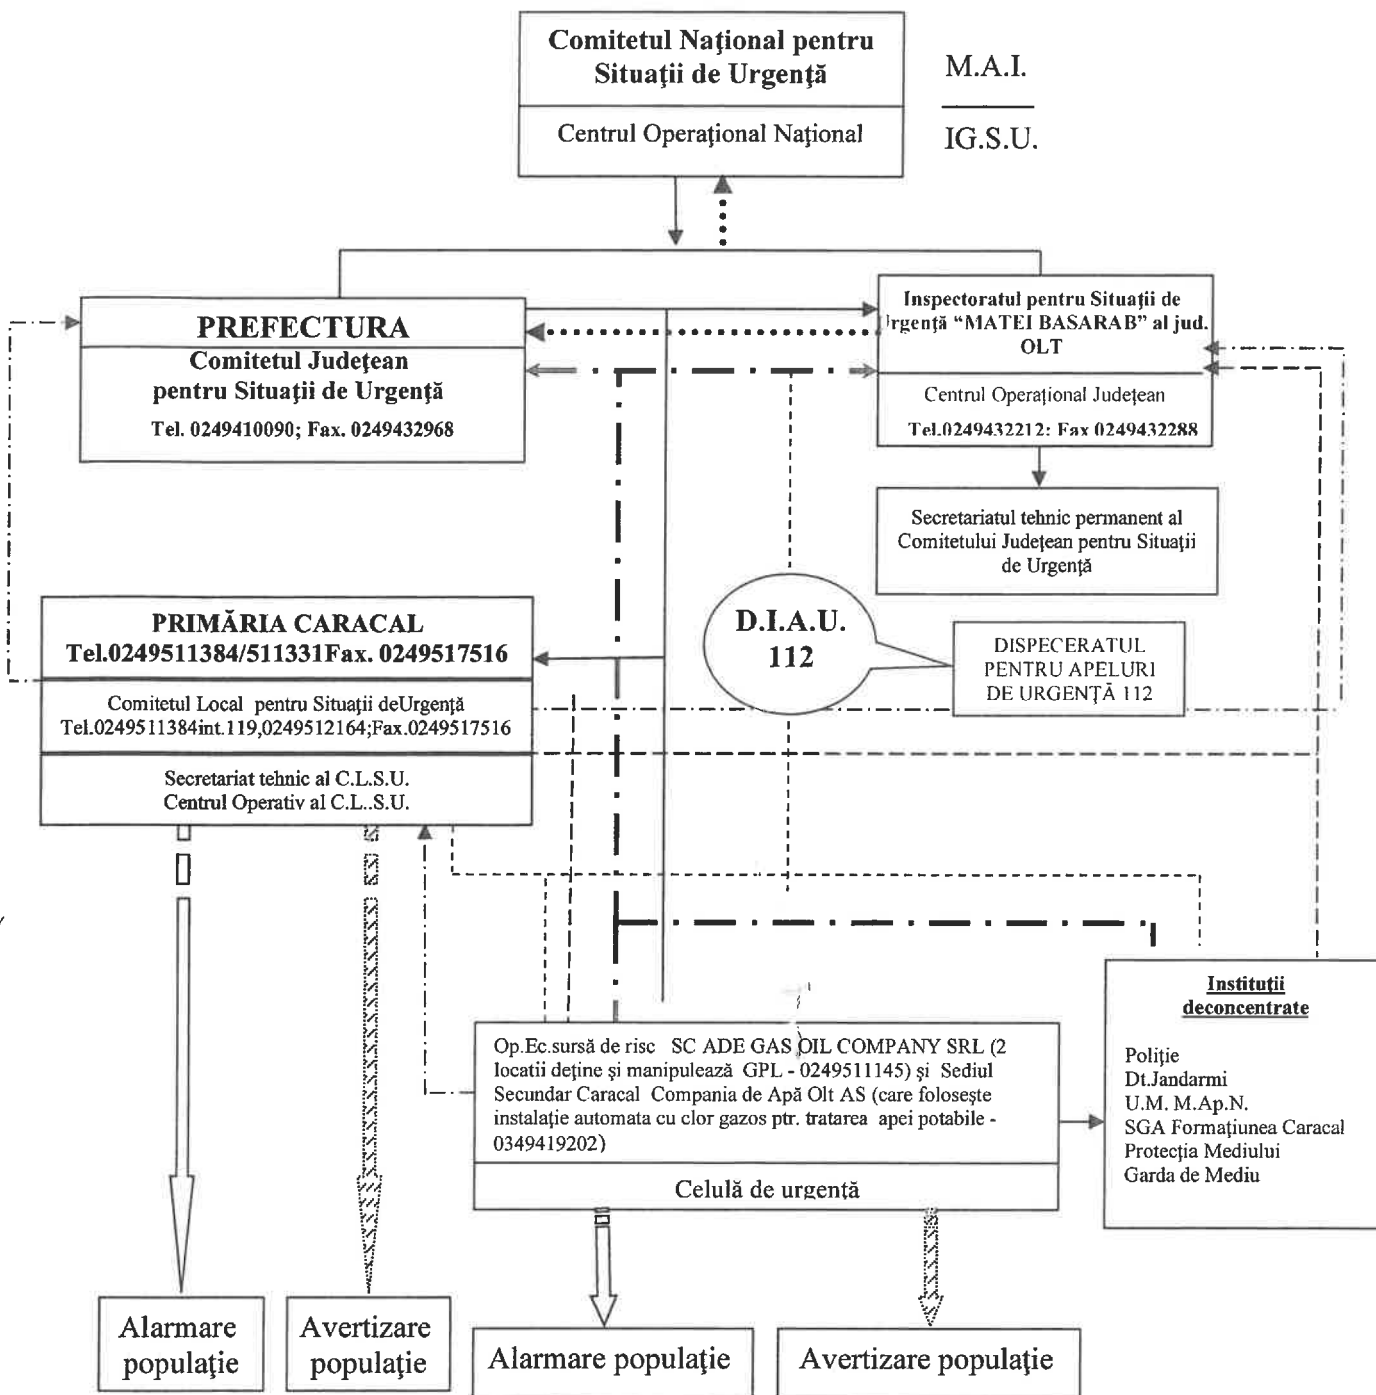 Comitetul Naţional pentru
Situaţii de Urgenţă
Centrul Operaţional Naţional
M.A.I.
IG.S.U.
PREFECTURA
Comitetul Judeţean
pentru Situaţii de Urgenţă
Tel. 0249410090; Fax. 0249432968
Inspectoratul pentru Situaţii de
Urgenţă “MATEI BASARAB” al jud.
OLT
Centrul Operaţional Judeţean
Tel.0249432212: Fax 0249432288
Secretariatul tehnic permanent al
Comitetului Judeţean pentru Situaţii
de Urgenţă
PRIMĂRIA CARACAL
Tel.0249511384/511331Fax. 0249517516
Comitetul Local pentru Situaţii deUrgenţă
Tel.0249511384int.119,0249512164;Fax.0249517516
Secretariat tehnic al C.L.S.U.
Centrul Operativ al C.L..S.U.
D.I.A.U.
112
DISPECERATUL
PENTRU APELURI
DE URGENŢĂ 112
Instituţii
deconcentrate
Poliţie
Dt.Jandarmi
U.M. M.Ap.N.
SGA Formaţiunea Caracal
Protecţia Mediului
Garda de Mediu
Op.Ec.sursă de risc SC ADE GAS OIL COMPANY SRL (2
locatii deţine şi manipulează GPL - 0249511145) şi Sediul
Secundar Caracal Compania de Apă Olt AS (care foloseşte
instalaţie automata cu clor gazos ptr. tratarea apei potabile -
0349419202)
Celulă de urgenţă
Alarmare
populaţie
Avertizare
populaţie
Alarmare populaţie
Avertizare populaţie